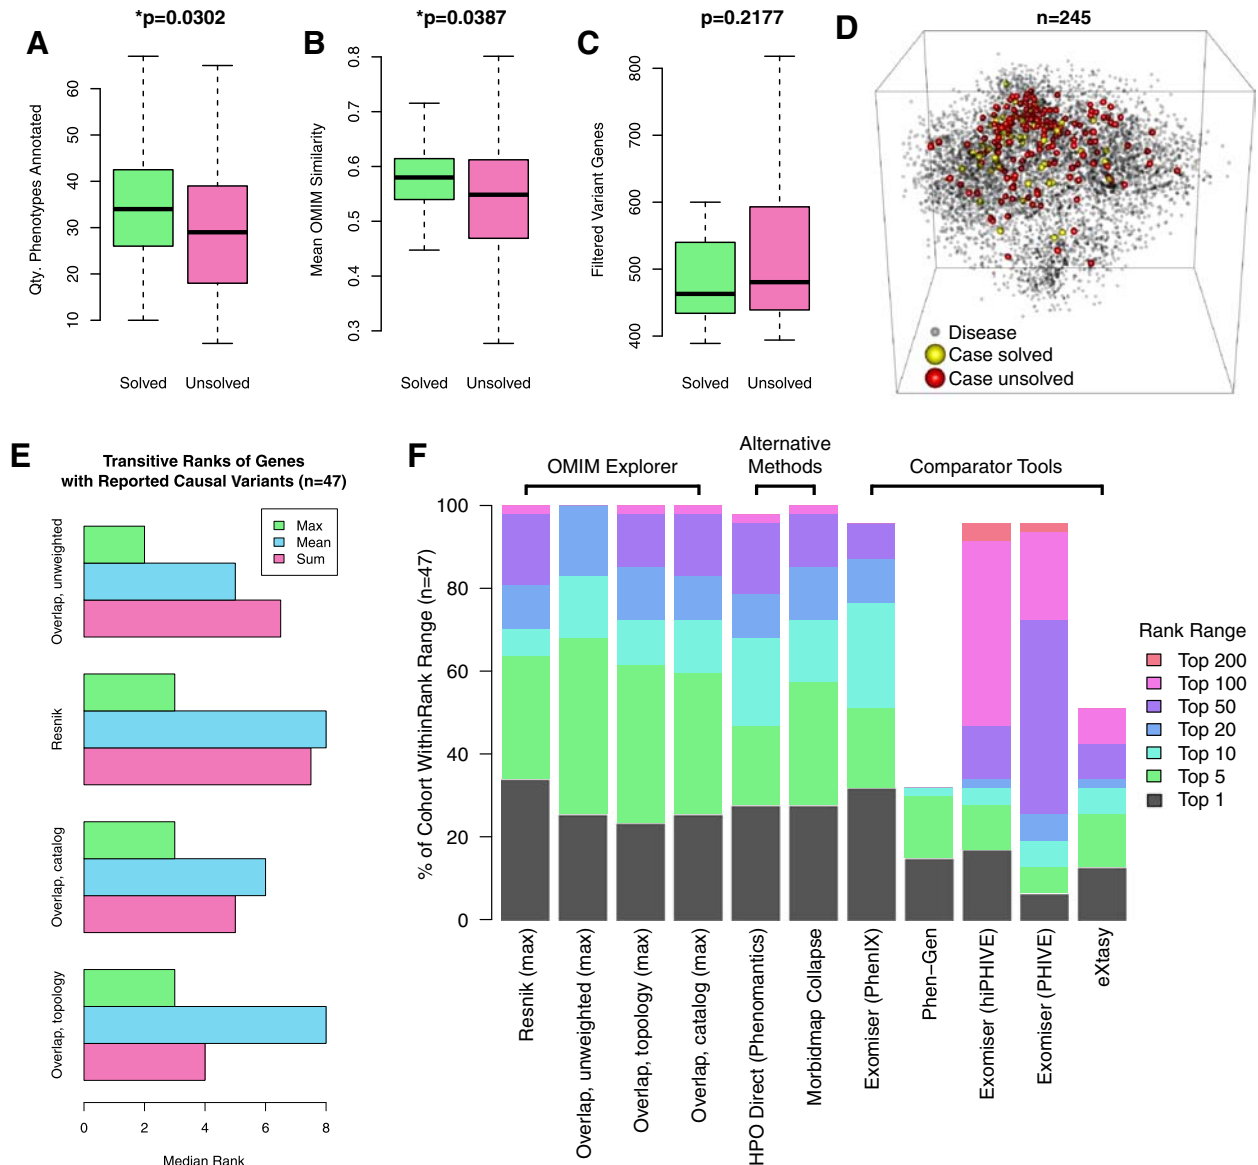 A
*p=0.0302
Qty. Phenotypes Annotated
60
50
40
30
20
10
Solved
Unsolved
B
*p=0.0387
Mean OMIM Similarity
0.8
0.7
0.6
0.5
0.4
0.3
Solved
Unsolved
C
p=0.2177
Filtered Variant Genes
800
700
600
500
400
Solved
Unsolved
D
n=245
Disease
Case solved
Case unsolved
E
Transitive Ranks of Genes
with Reported Causal Variants (n=47)
Max
Mean
Sum
Overlap, unweighted
Resnik
Overlap, catalog
Overlap, topology
0
2
4
6
8
Median Rank
F
OMIM Explorer
Alternative
Methods
Comparator Tools
% of Cohort WithinRank Range (n=47)
100
80
60
40
20
0
Resnik (max)
Overlap, unweighted (max)
Overlap, topology (max)
Overlap, catalog (max)
HPO Direct (Phenomantics)
Morbidmap Collapse
Exomiser (PhenIX)
Phen-Gen
Exomiser (hiPHIVE)
Exomiser (PHIVE)
eXtasy
Rank Range
Top 200
Top 100
Top 50
Top 20
Top 10
Top 5
Top 1